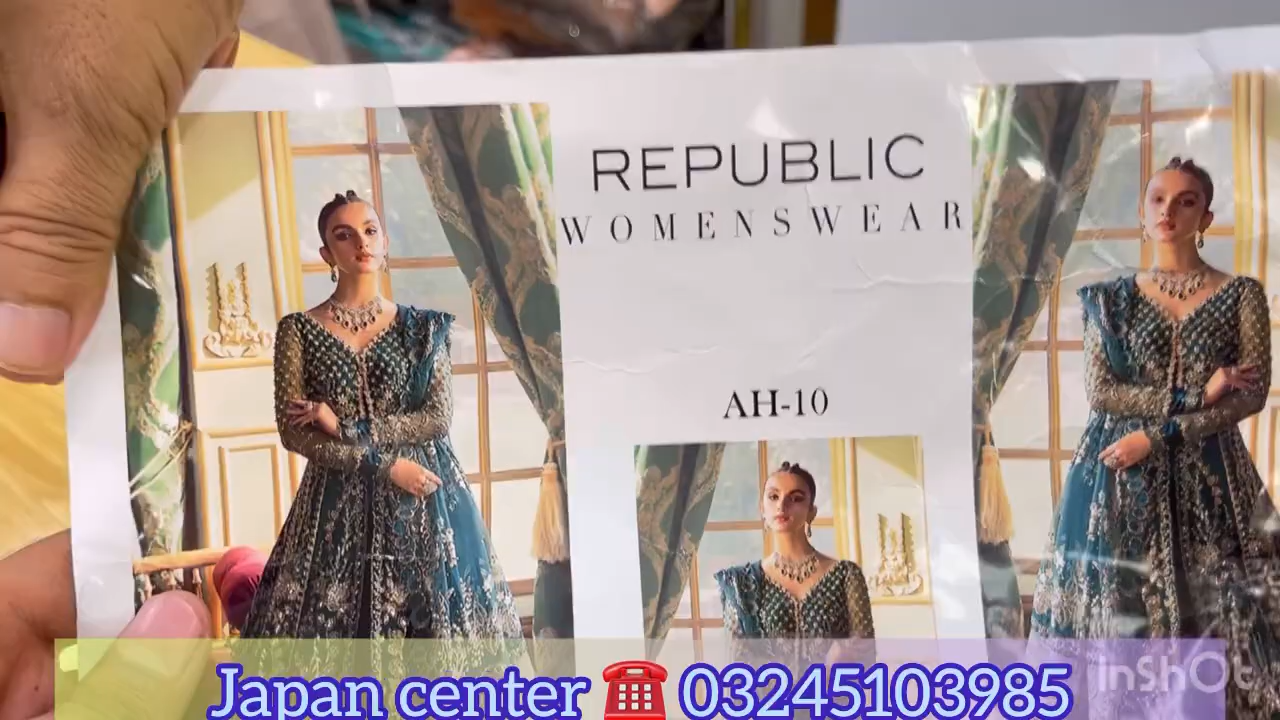 REPUBLIC
WOMENSWEAR
AH-10
Japan center ☎️ 03245103985
InShOt